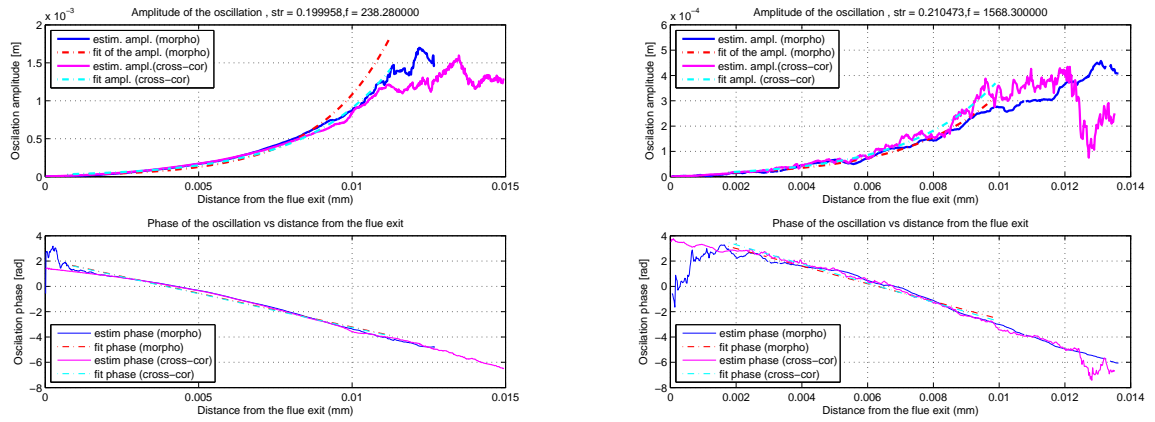 Amplitude of the oscillation , str = 0.199958,f = 238.280000
x 10⁻³
Oscilation amplitude [m]
2
1.5
1
0.5
0
estim. ampl. (morpho)
fit of the ampl. (morpho)
estim. ampl.(cross−cor)
fit ampl. (cross−cor)
0 0.005 0.01 0.015
Distance from the flue exit (mm)
Phase of the oscillation vs distance from the flue exit
Oscilation phase [rad]
4
2
0
−2
−4
−6
−8
estim phase (morpho)
fit phase (morpho)
estim phase (cross−cor)
fit phase (cross−cor)
0 0.005 0.01 0.015
Distance from the flue exit (mm)
Amplitude of the oscillation , str = 0.210473,f = 1568.300000
x 10⁻⁴
Oscilation amplitude [m]
6
5
4
3
2
1
0
estim. ampl. (morpho)
fit of the ampl. (morpho)
estim. ampl.(cross−cor)
fit ampl. (cross−cor)
0 0.002 0.004 0.006 0.008 0.01 0.012 0.014
Distance from the flue exit (mm)
Phase of the oscillation vs distance from the flue exit
Oscilation phase [rad]
4
2
0
−2
−4
−6
−8
estim phase (morpho)
fit phase (morpho)
estim phase (cross−cor)
fit phase (cross−cor)
0 0.002 0.004 0.006 0.008 0.01 0.012 0.014
Distance from the flue exit (mm)